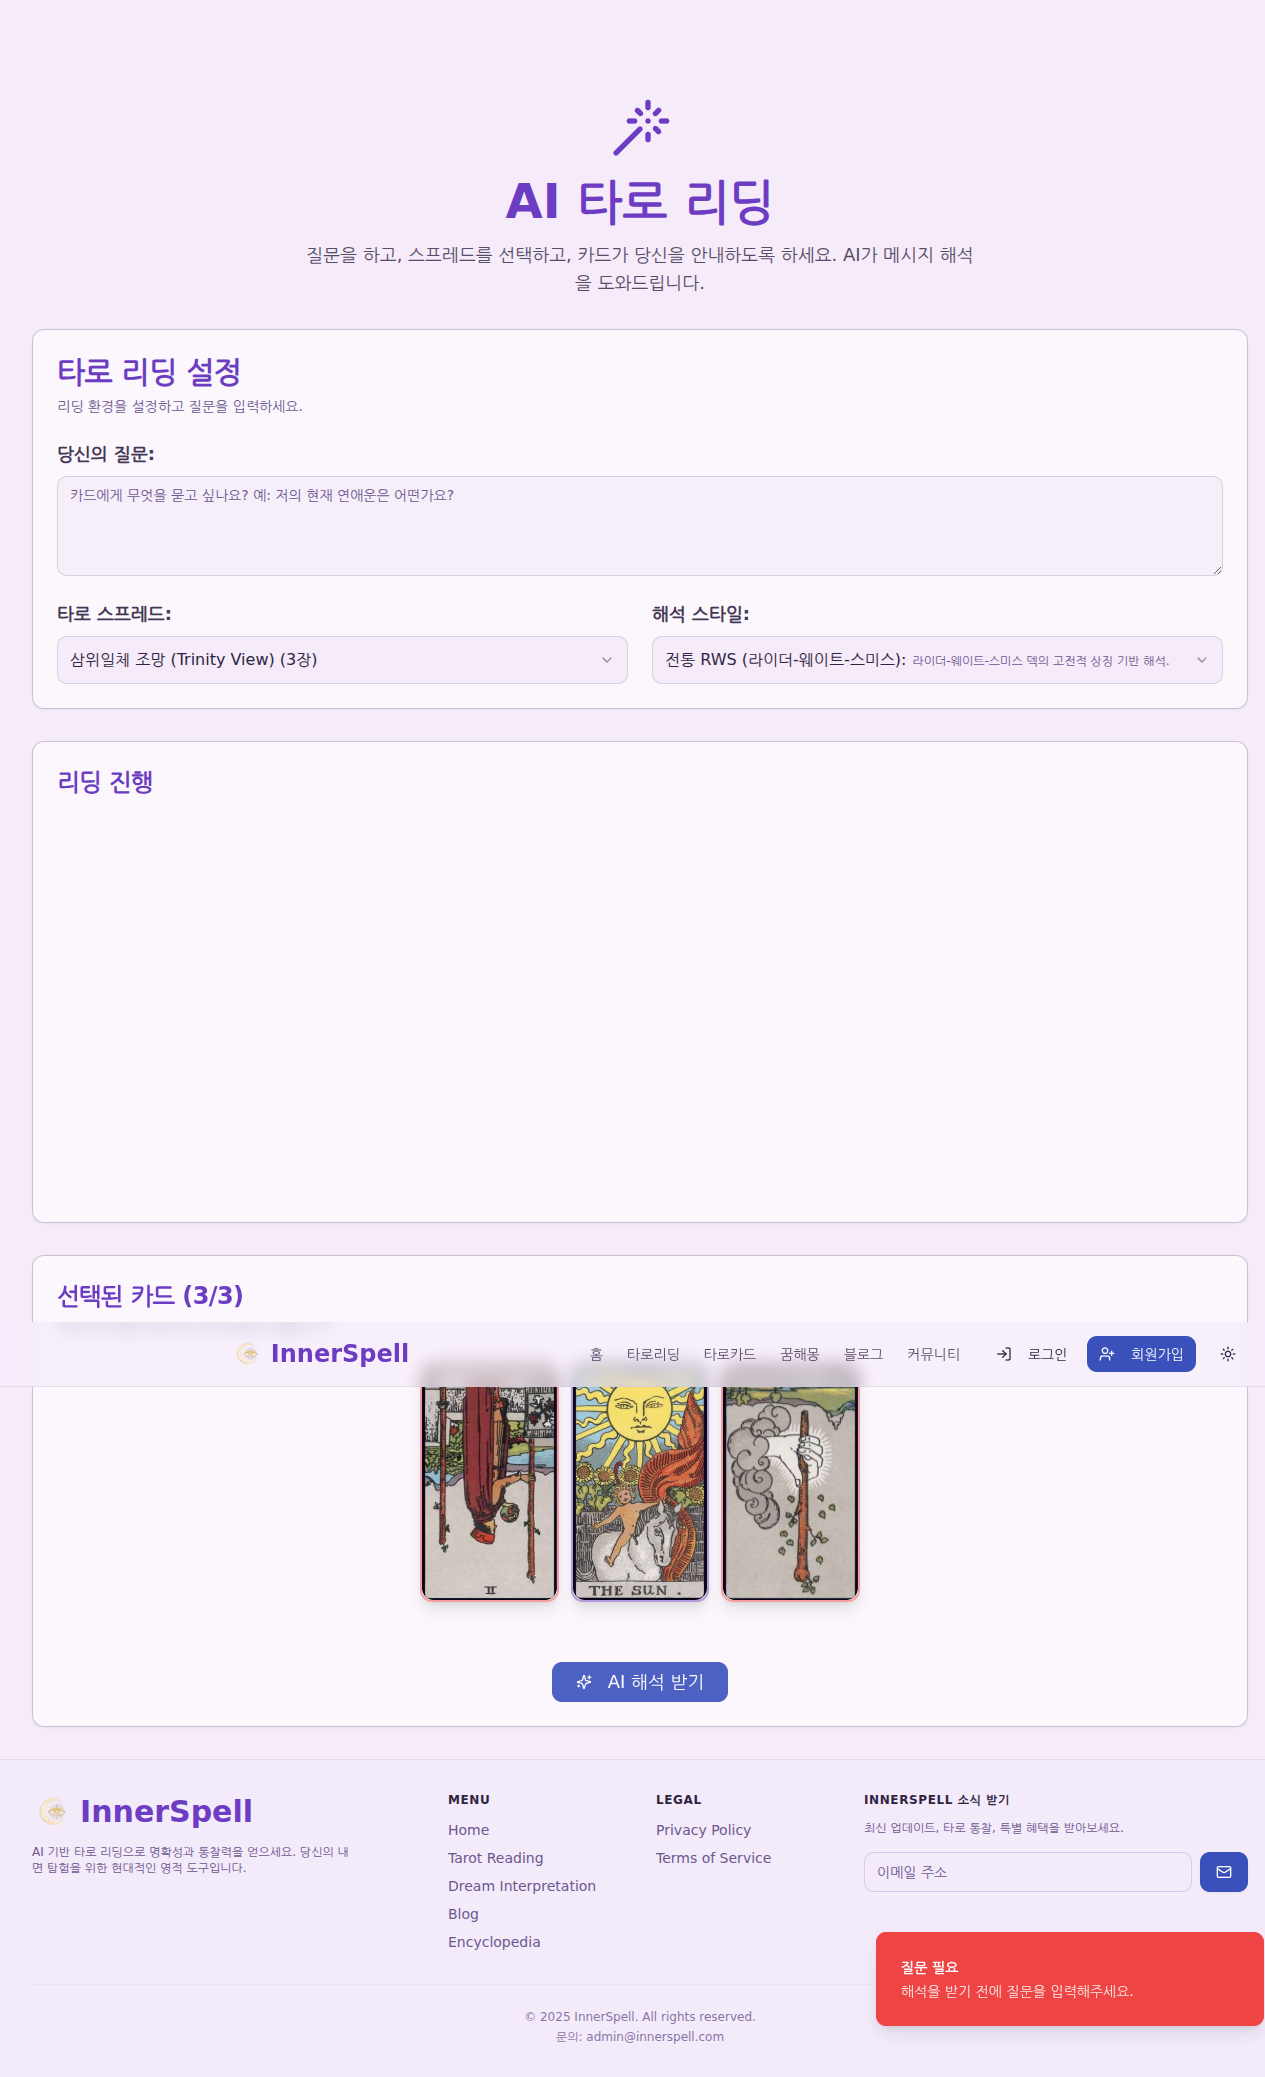 AI 타로 리딩
질문을 하고, 스프레드를 선택하고, 카드가 당신을 안내하도록 하세요. AI가 메시지 해석
을 도와드립니다.
타로 리딩 설정
리딩 환경을 설정하고 질문을 입력하세요.
당신의 질문:
카드에게 무엇을 묻고 싶나요? 예: 저의 현재 연애운은 어떤가요?
타로 스프레드:
해석 스타일:
삼위일체 조망 (Trinity View) (3장)
전통 RWS (라이더-웨이트-스미스): 라이더-웨이트-스미스 덱의 고전적 상징 기반 해석.
리딩 진행
선택된 카드 (3/3)
InnerSpell
홈
타로리딩
타로카드
꿈해몽
블로그
커뮤니티
로그인
회원가입
II
THE SUN.
AI 해석 받기
InnerSpell
AI 기반 타로 리딩으로 명확성과 통찰력을 얻으세요. 당신의 내
면 탐험을 위한 현대적인 영적 도구입니다.
MENU
Home
Tarot Reading
Dream Interpretation
Blog
Encyclopedia
LEGAL
Privacy Policy
Terms of Service
INNERSPELL 소식 받기
최신 업데이트, 타로 통찰, 특별 혜택을 받아보세요.
이메일 주소
질문 필요
해석을 받기 전에 질문을 입력해주세요.
© 2025 InnerSpell. All rights reserved.
문의: admin@innerspell.com